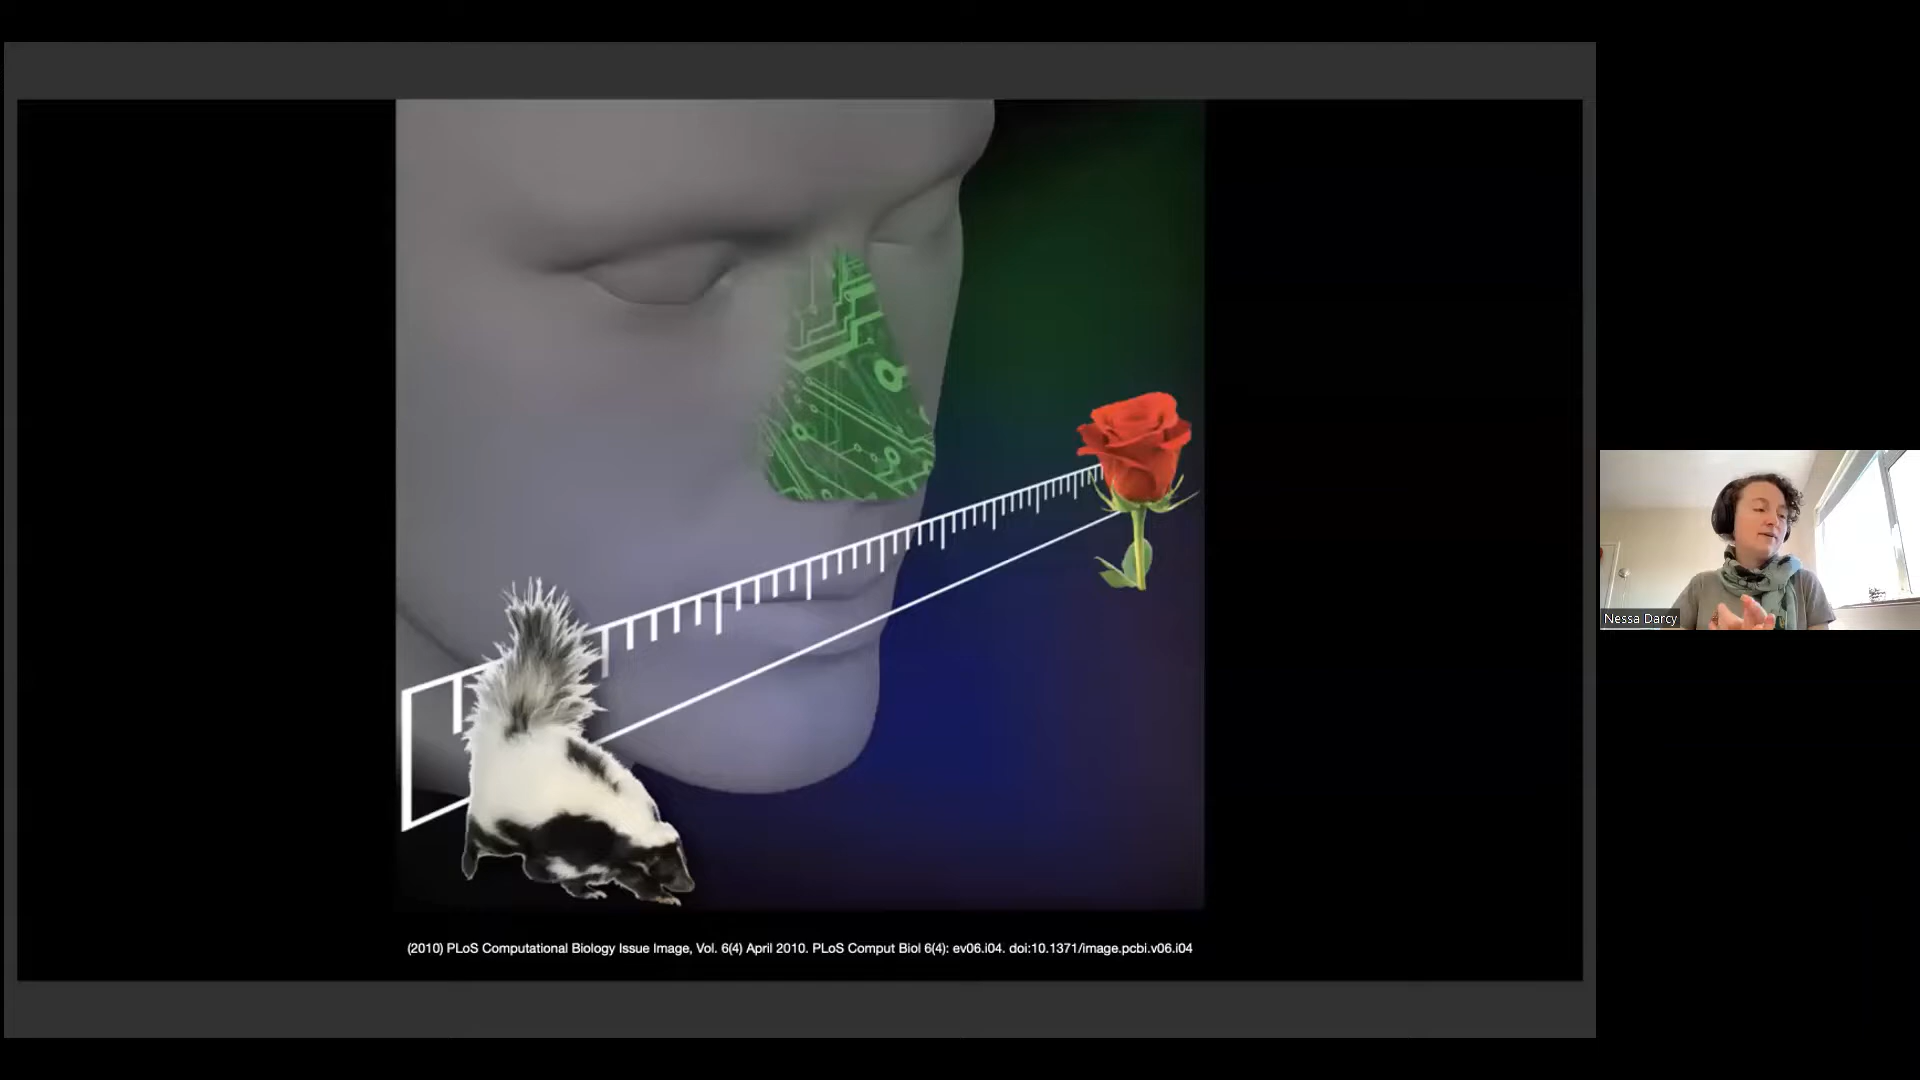 Nessa Darcy
(2010) PLoS Computational Biology Issue Image, Vol. 6(4) April 2010. PLoS Comput Biol 6(4): ev06.i04. doi:10.1371/image.pcbi.v06.i04